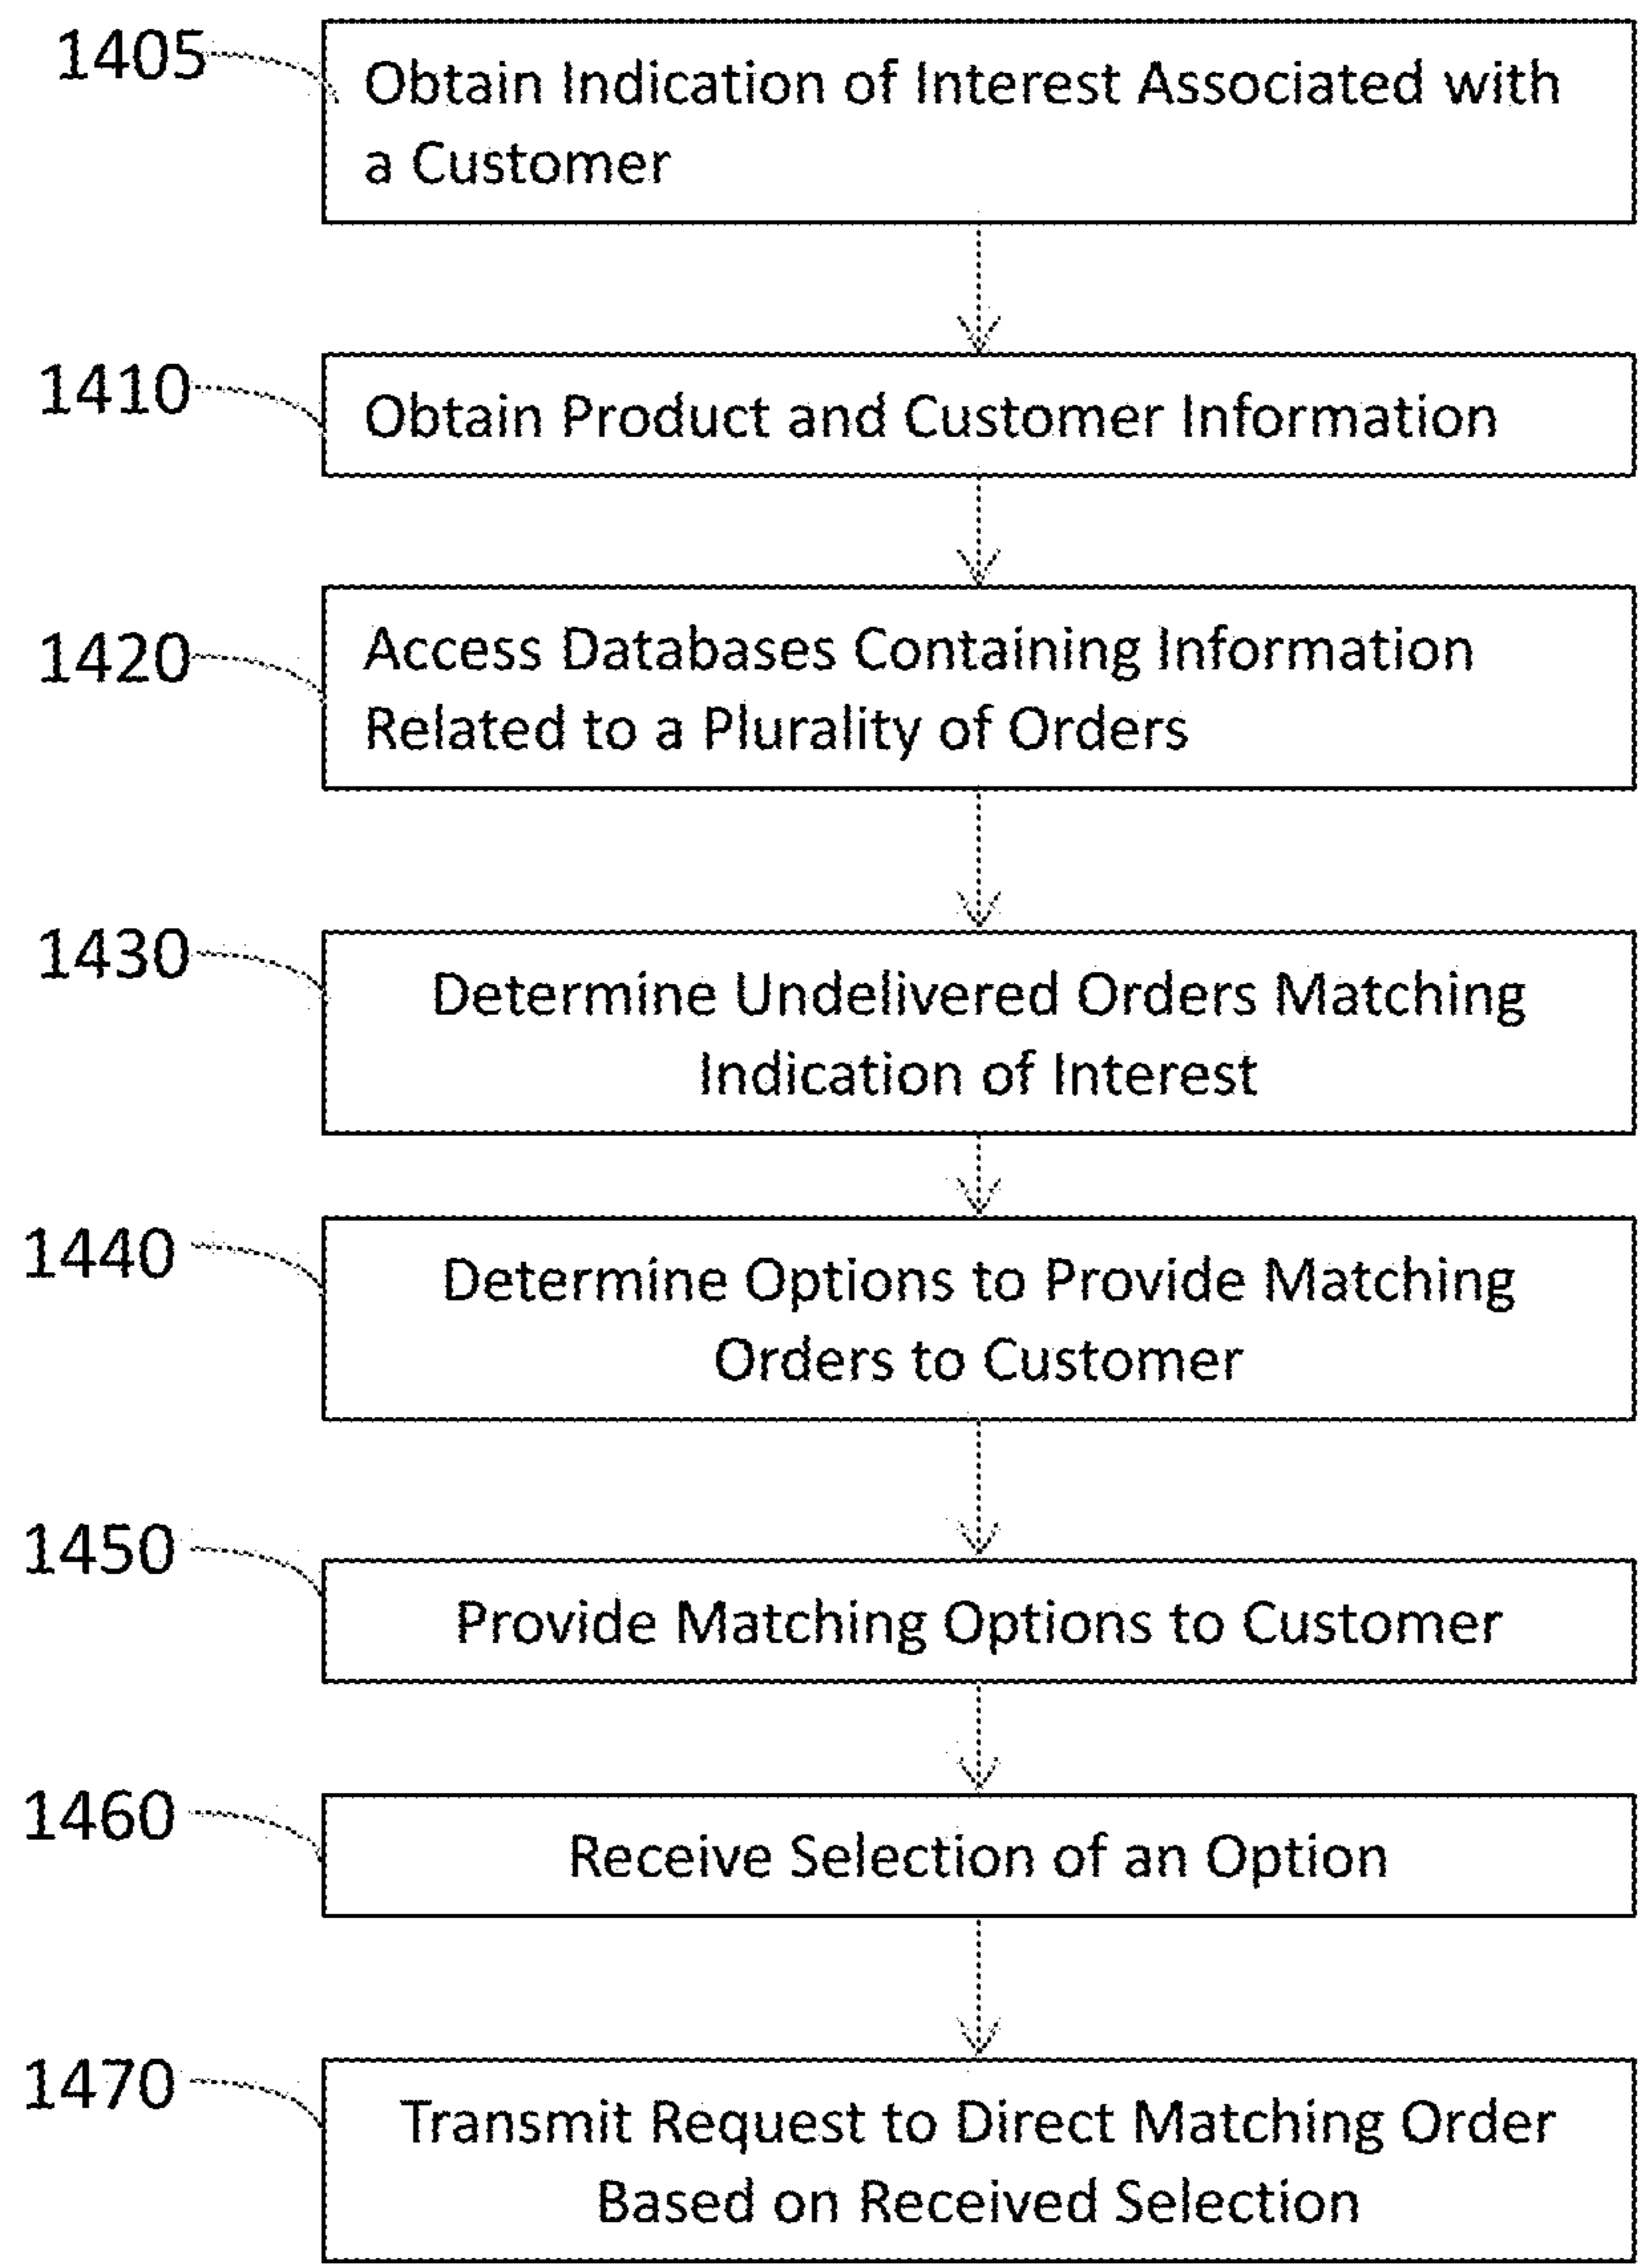 1405
Obtain Indication of Interest Associated with
a Customer
1410
Obtain Product and Customer Information
1420
Access Databases Containing Information
Related to a Plurality of Orders
1430
Determine Undelivered Orders Matching
Indication of Interest
1440
Determine Options to Provide Matching
Orders to Customer
1450
Provide Matching Options to Customer
1460
Receive Selection of an Option
1470
Transmit Request to Direct Matching Order
Based on Received Selection